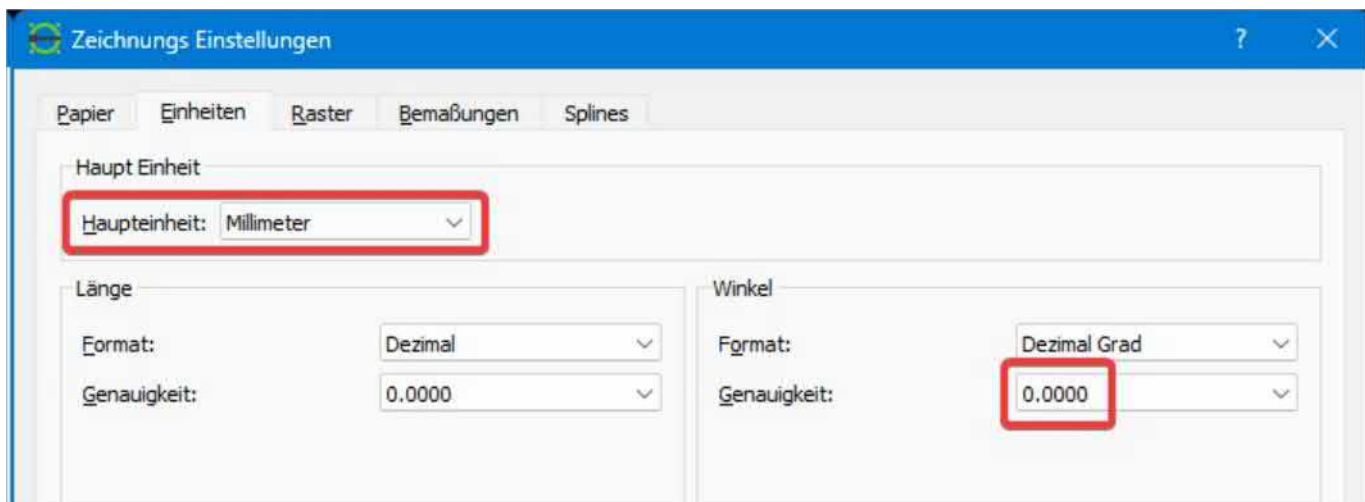 Zeichnungs Einstellungen ?
Papier Einheiten Raster Bemaßungen Splines
Haupt Einheit
Haupteinheit: Millimeter
Länge
Format: Dezimal
Genauigkeit: 0.0000
Winkel
Format: Dezimal Grad
Genauigkeit: 0.0000